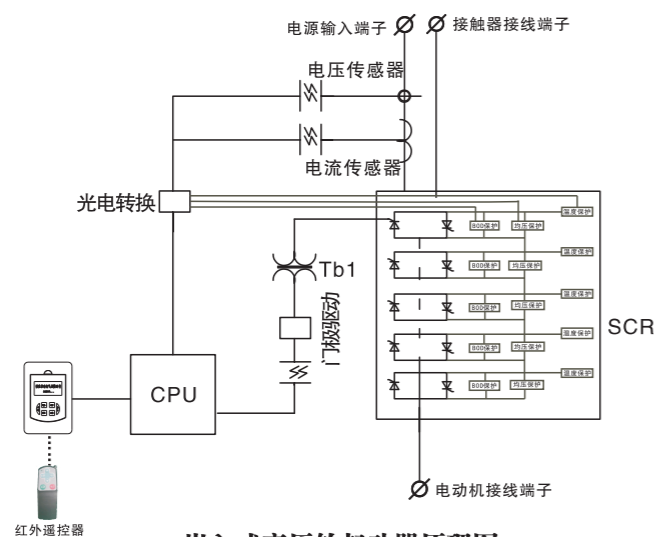 电源输入端子
接触器接线端子
电压传感器
电流传感器
光电转换
温度保护
BOD保护
均压保护
温度保护
BOD保护
均压保护
温度保护
BOD保护
均压保护
温度保护
BOD保护
均压保护
温度保护
BOD保护
均压保护
Tb1
门极驱动
SCR
CPU
电动机接线端子
红外遥控器